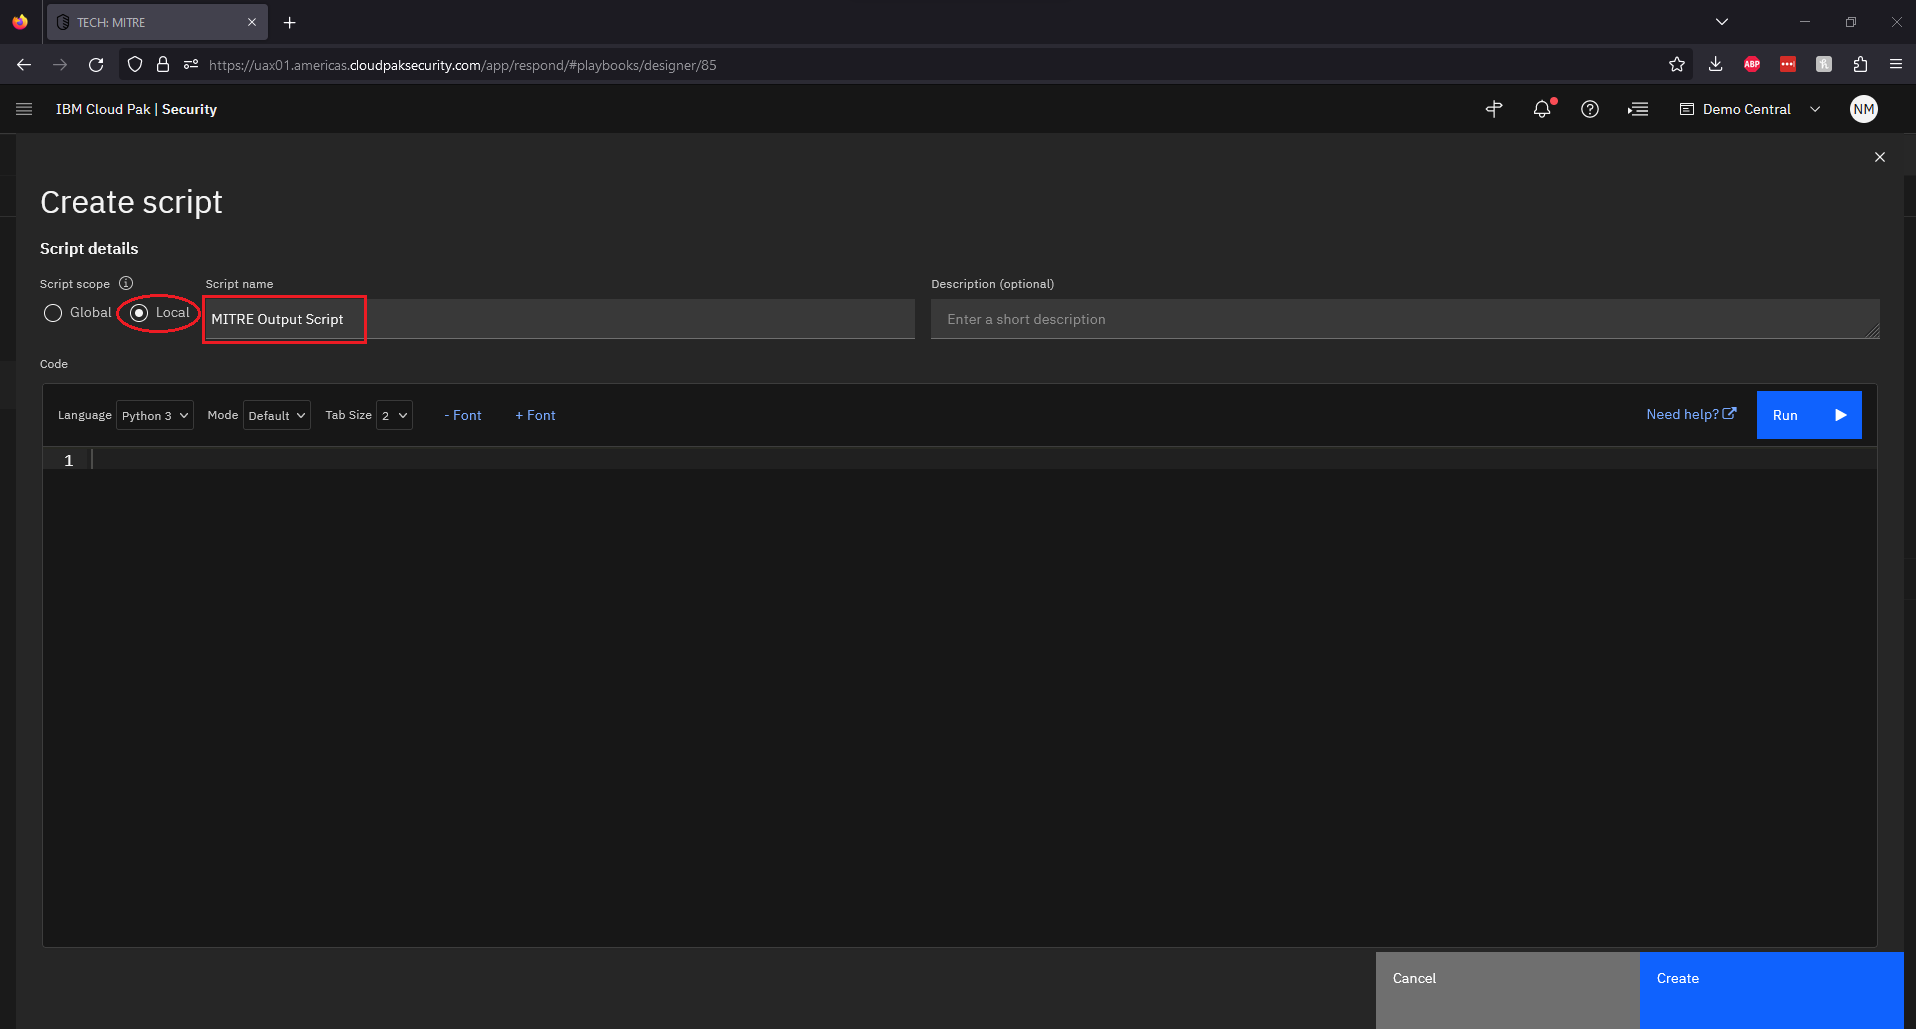 TECH: MITRE
https://uax01.americas.cloudpaksecurity.com/app/respond/#playbooks/designer/85
ABP
IBM Cloud Pak | Security
Demo Central
NM
Create script
Script details
Script scope
Script name
Description (optional)
Global
Local
MITRE Output Script
Enter a short description
Code
Language Python 3 Mode Default Tab Size 2 - Font + Font
Need help?
Run
1
Cancel
Create